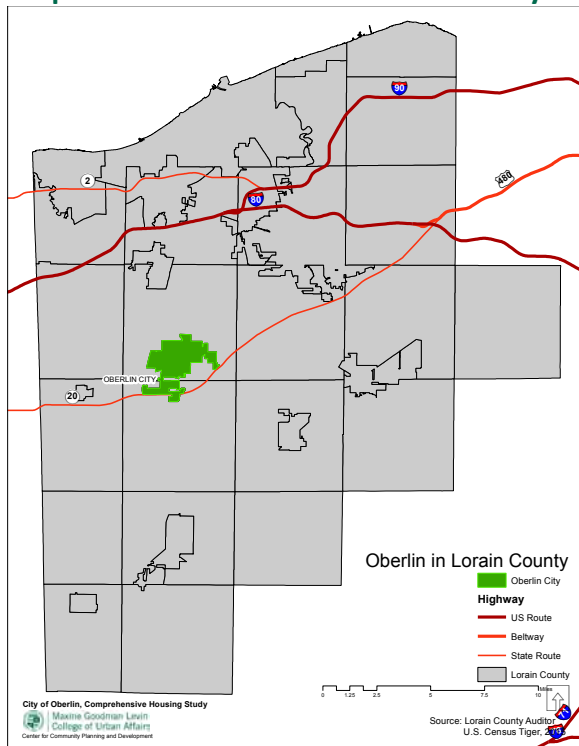 90
2
80
480
OBERLIN CITY
20
Oberlin in Lorain County
Oberlin City
Highway
US Route
Beltway
State Route
Lorain County
0 1.25 2.5 5 7.5 10 Miles
City of Oberlin, Comprehensive Housing Study
Maxine Goodman Levin
College of Urban Affairs
Center for Community Planning and Development
Source: Lorain County Auditor
U.S. Census Tiger,
71